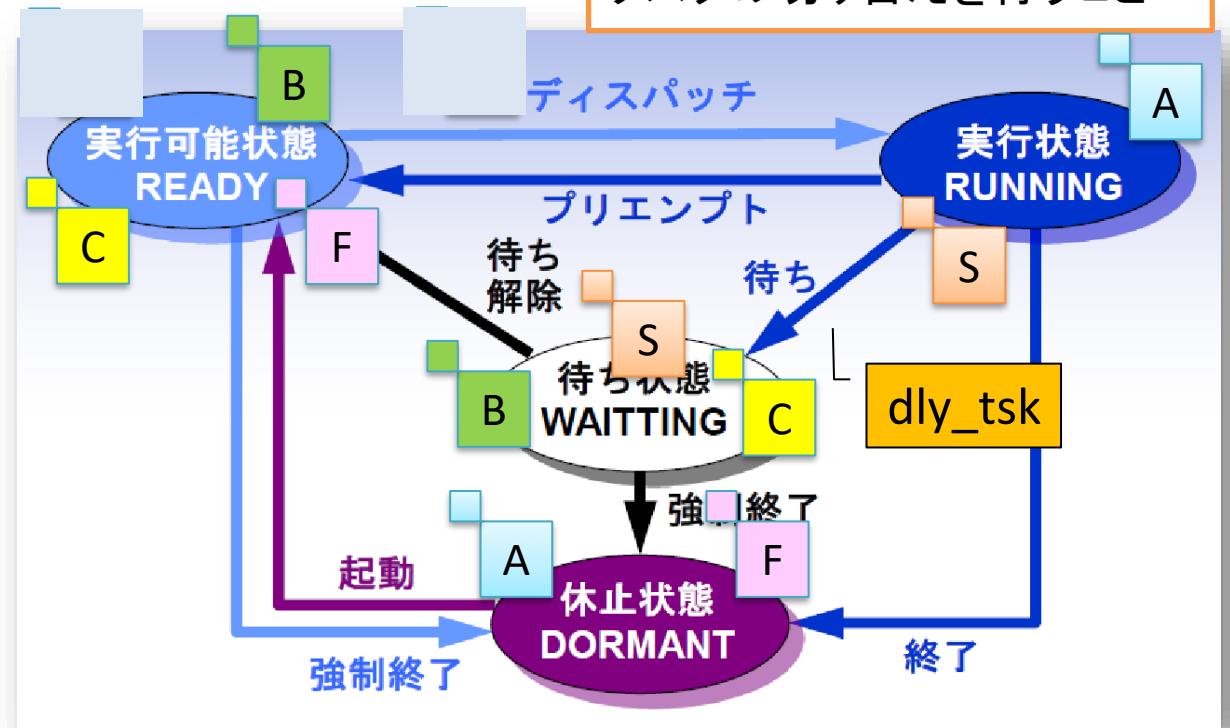 B
ディスパッチ
A
実行可能状態
READY
実行状態
RUNNING
プリエンプト
C
F
待ち
解除
待ち
S
S
待ち状態
WAITTING
B
C
dly_tsk
強制終了
A
F
起動
休止状態
DORMANT
強制終了
終了